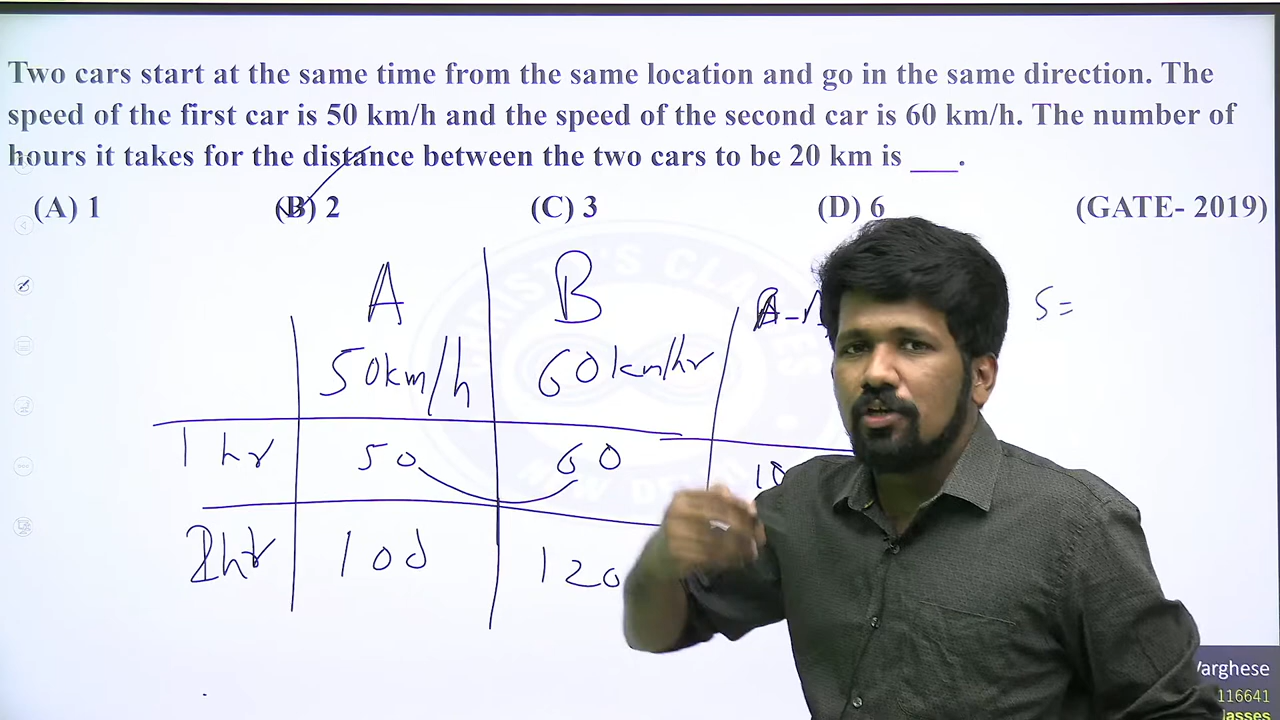 Two cars start at the same time from the same location and go in the same direction. The
speed of the first car is 50 km/h and the speed of the second car is 60 km/h. The number of
hours it takes for the distance between the two cars to be 20 km is ___.
(A) 1 (B) 2 (C) 3 (D) 6 (GATE- 2019)
A B
50km/h 60km/hr S=
1 hr 50 60 10
2hr 100 120
Varghese
116641